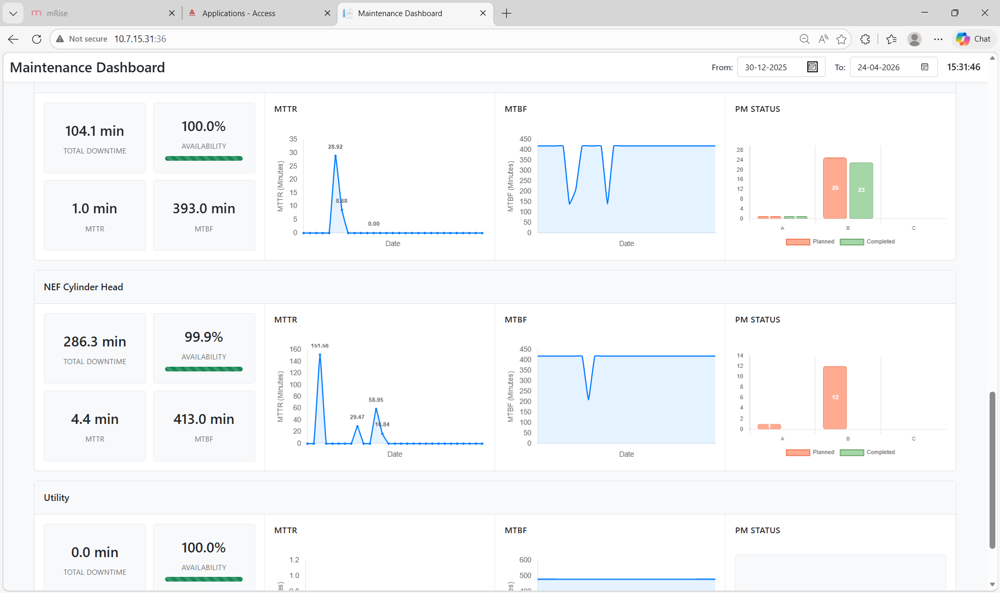 mRise
Applications - Access
Maintenance Dashboard
Not secure
10.7.15.31:36
Chat
Maintenance Dashboard
From:
30-12-2025
To:
24-04-2026
15:31:46
104.1 min
TOTAL DOWNTIME
100.0%
AVAILABILITY
1.0 min
MTTR
393.0 min
MTBF
MTTR
MTTR (Minutes)
35
30
25
20
15
10
5
0
28.92
8.68
0.00
Date
MTBF
MTBF (Minutes)
450
400
350
300
250
200
150
100
50
0
Date
PM STATUS
28
24
20
16
12
8
4
0
25
23
A
B
C
Planned
Completed
NEF Cylinder Head
286.3 min
TOTAL DOWNTIME
99.9%
AVAILABILITY
4.4 min
MTTR
413.0 min
MTBF
MTTR
MTTR (Minutes)
160
140
120
100
80
60
40
20
0
151.58
29.47
58.95
16.84
Date
MTBF
MTBF (Minutes)
450
400
350
300
250
200
150
100
50
0
Date
PM STATUS
14
12
10
8
6
4
2
0
1
12
A
B
C
Planned
Completed
Utility
0.0 min
TOTAL DOWNTIME
100.0%
AVAILABILITY
MTTR
1.2
1.0
MTBF
600
500
PM STATUS